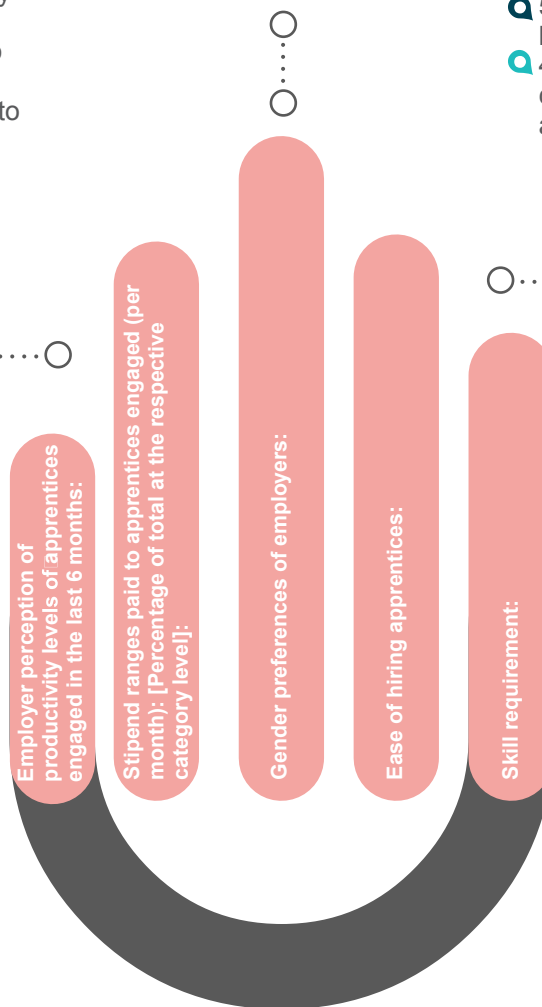 to
Employer perception of
productivity levels of apprentices
engaged in the last 6 months:
Stipend ranges paid to apprentices engaged (per
month): [Percentage of total at the respective
category level]:
Gender preferences of employers:
Ease of hiring apprentices:
Skill requirement: